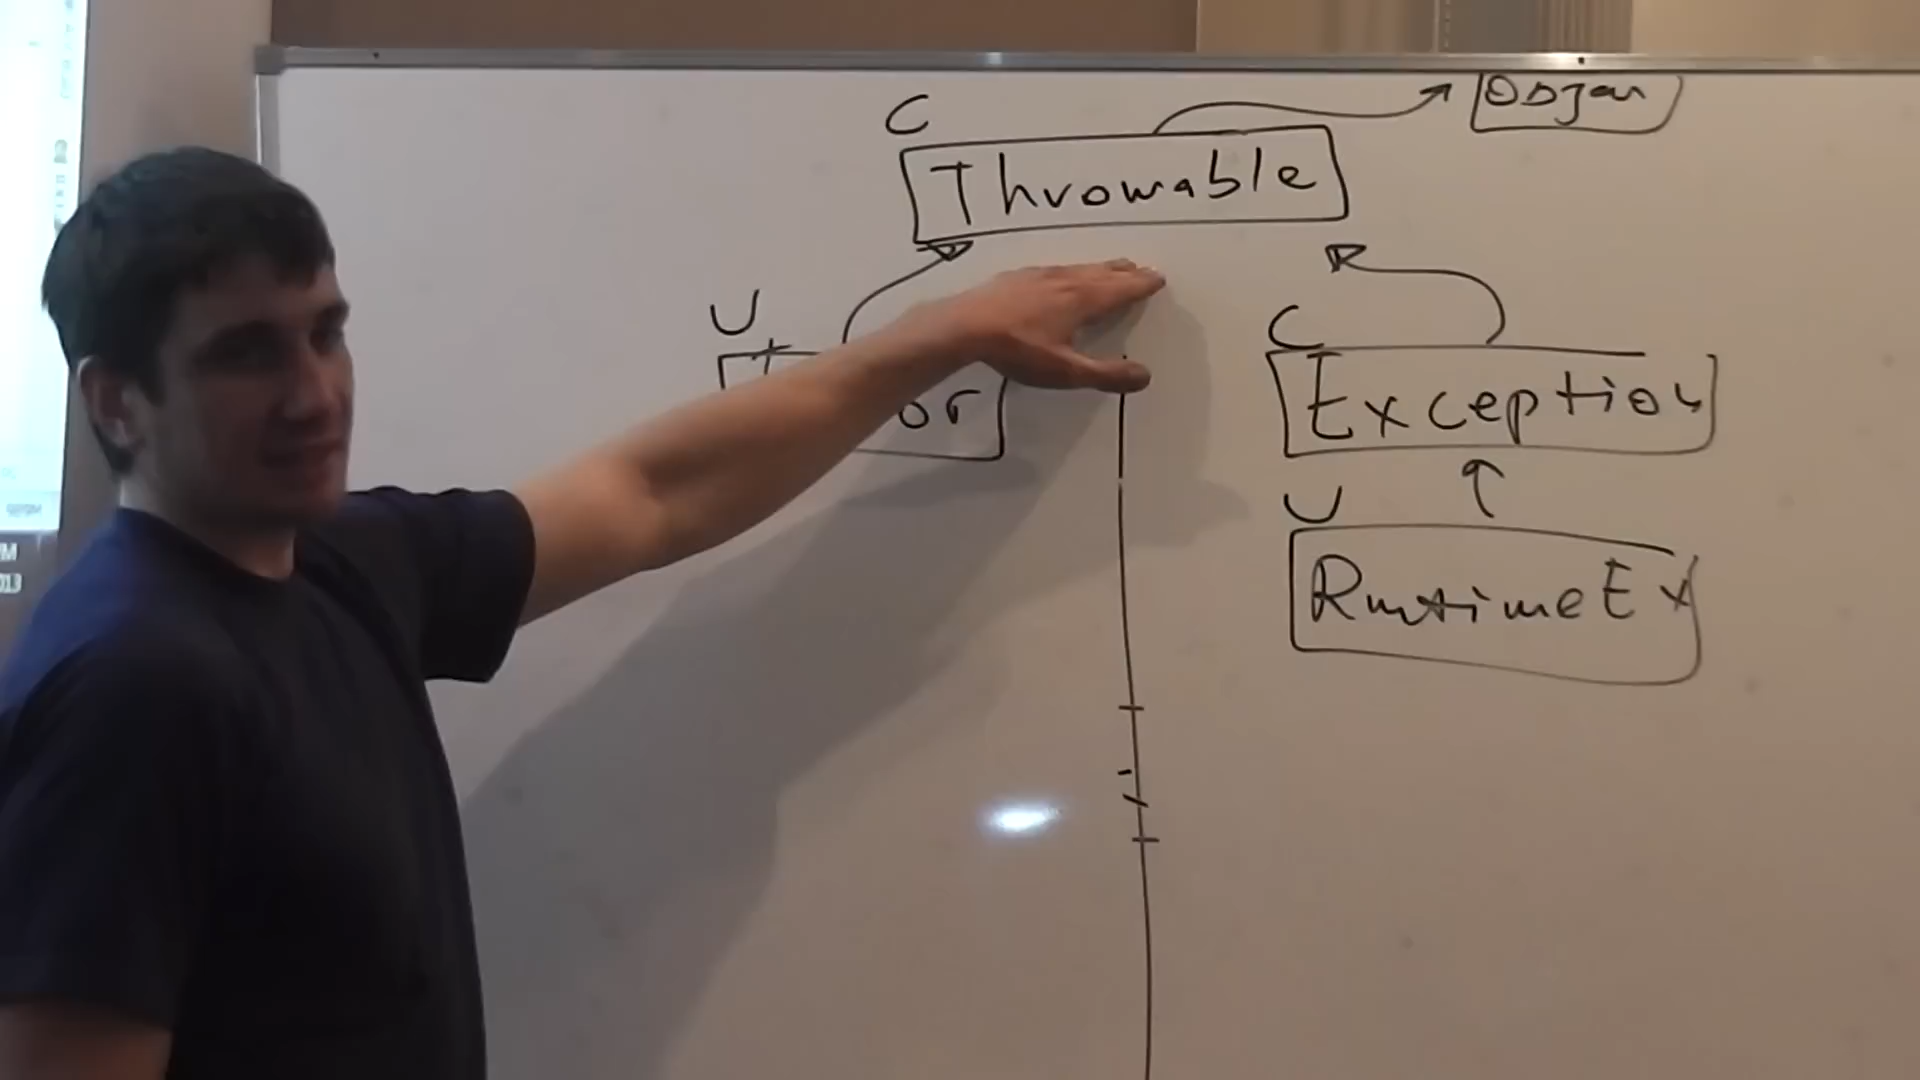 C
Object
Throwable
U
C
or
Exception
U
RuntimeEx